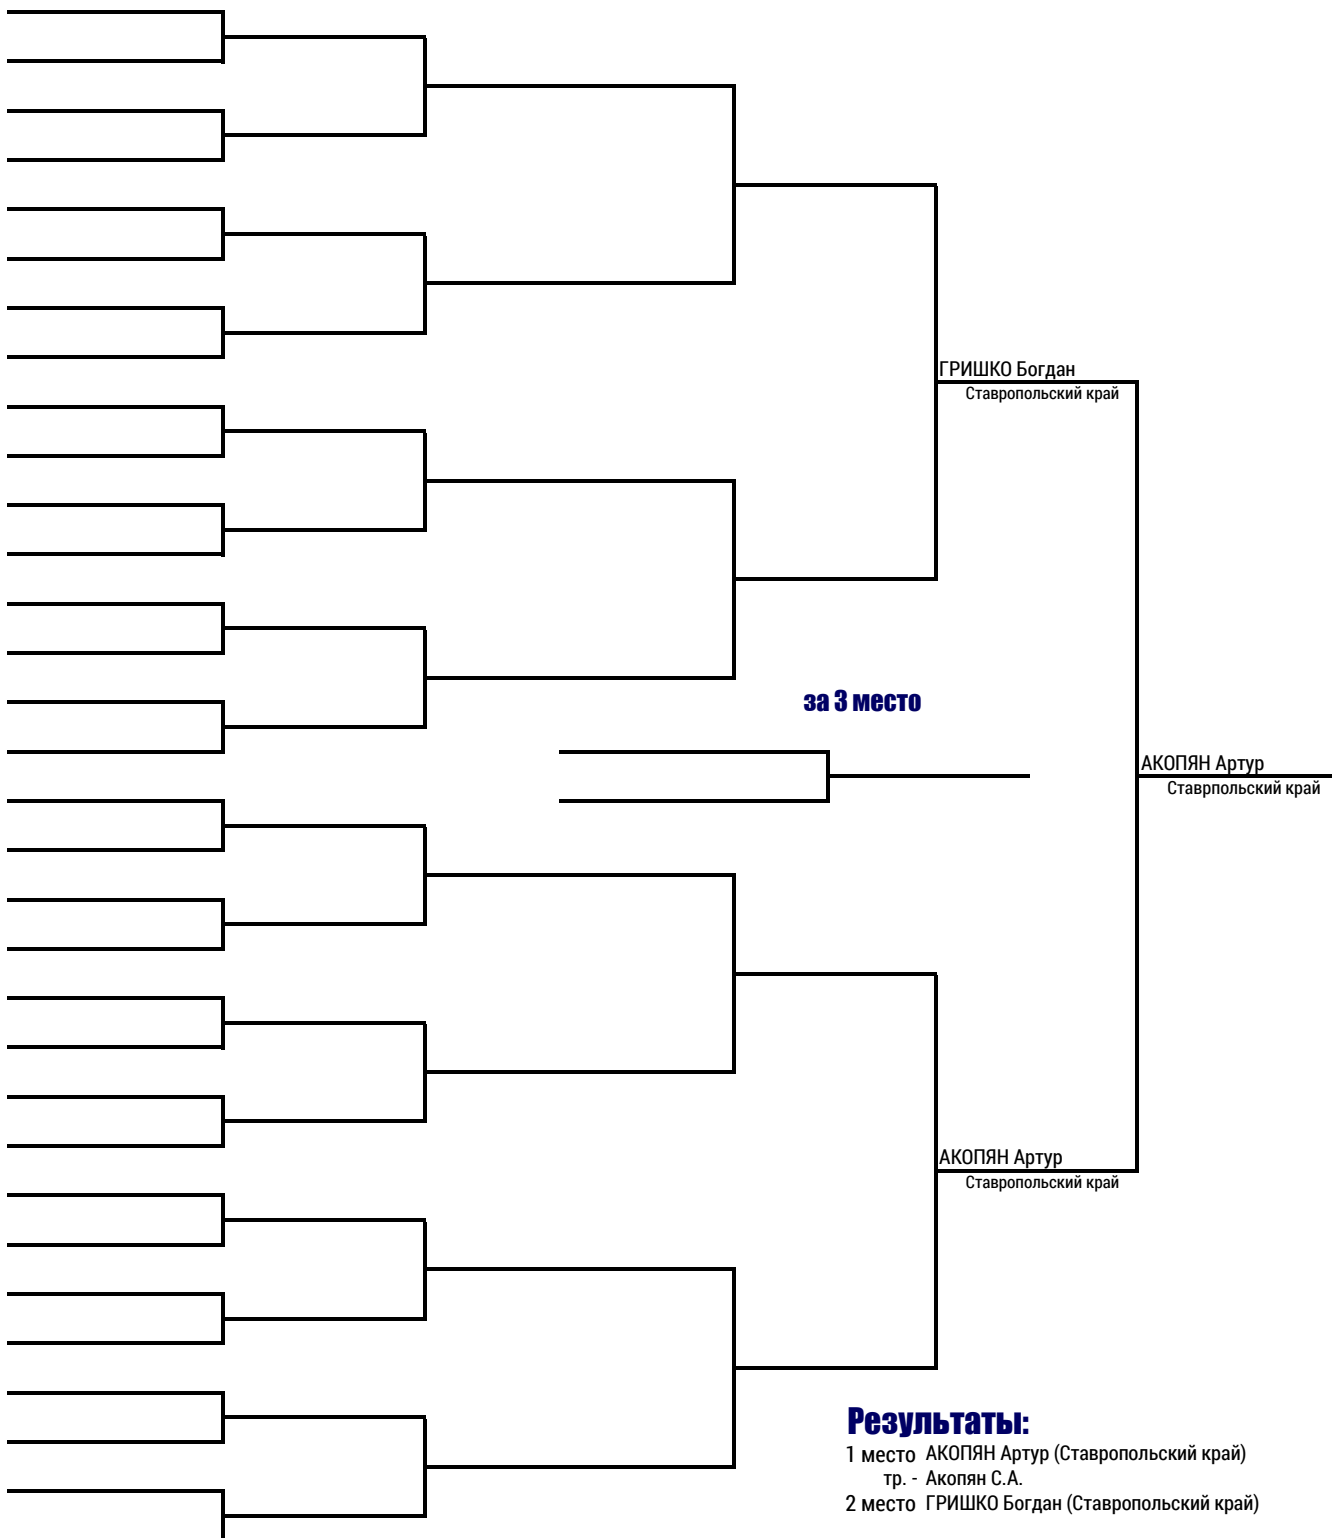 ГРИШКО Богдан
Ставропольский край
за 3 место
АКОПЯН Артур
Ставрпольский край
АКОПЯН Артур
Ставропольский край
Результаты:
1 место АКОПЯН Артур (Ставропольский край)
тр. - Акопян С.А.
2 место ГРИШКО Богдан (Ставропольский край)